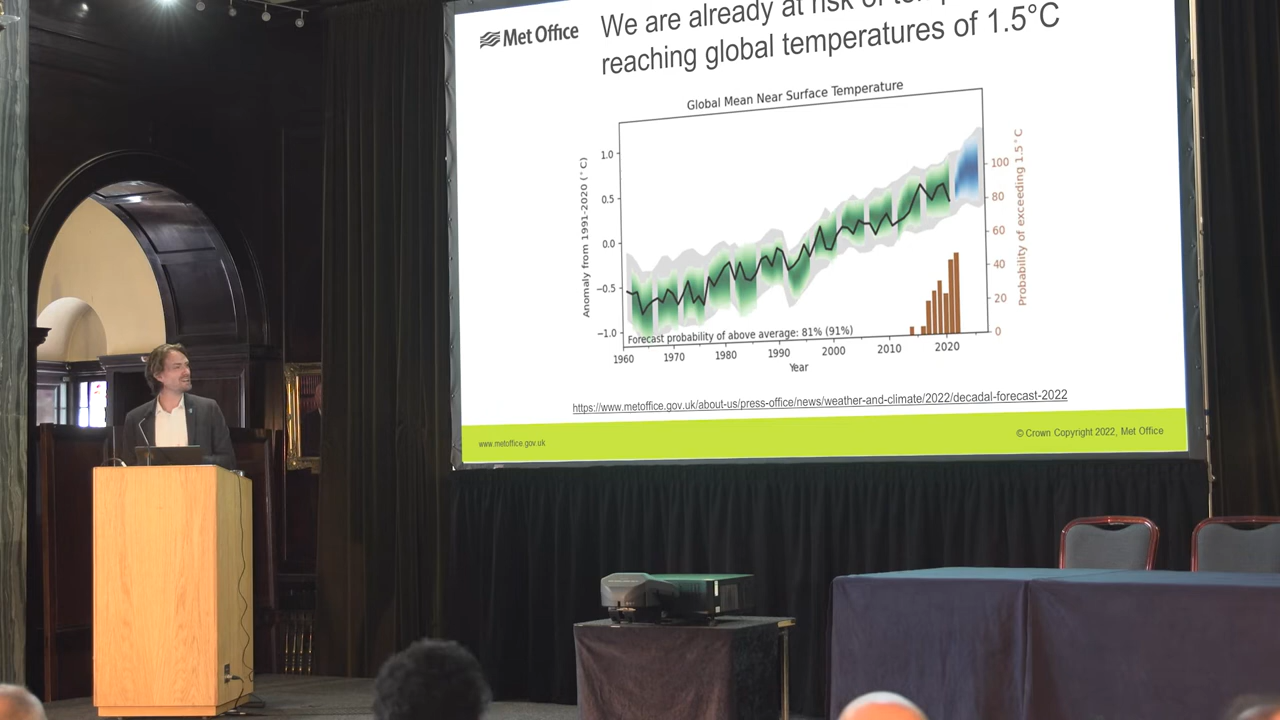 Met Office
We are already at risk of
reaching global temperatures of 1.5°C
Global Mean Near Surface Temperature
Anomaly from 1991-2020 (°C)
1.0
0.5
0.0
−0.5
−1.0
Forecast probability of above average: 81% (91%)
1960 1970 1980 1990 2000 2010 2020
Year
100
80
60
40
20
0
Probability of exceeding 1.5°C
https://www.metoffice.gov.uk/about-us/press-office/news/weather-and-climate/2022/decadal-forecast-2022
www.metoffice.gov.uk
© Crown Copyright 2022, Met Office